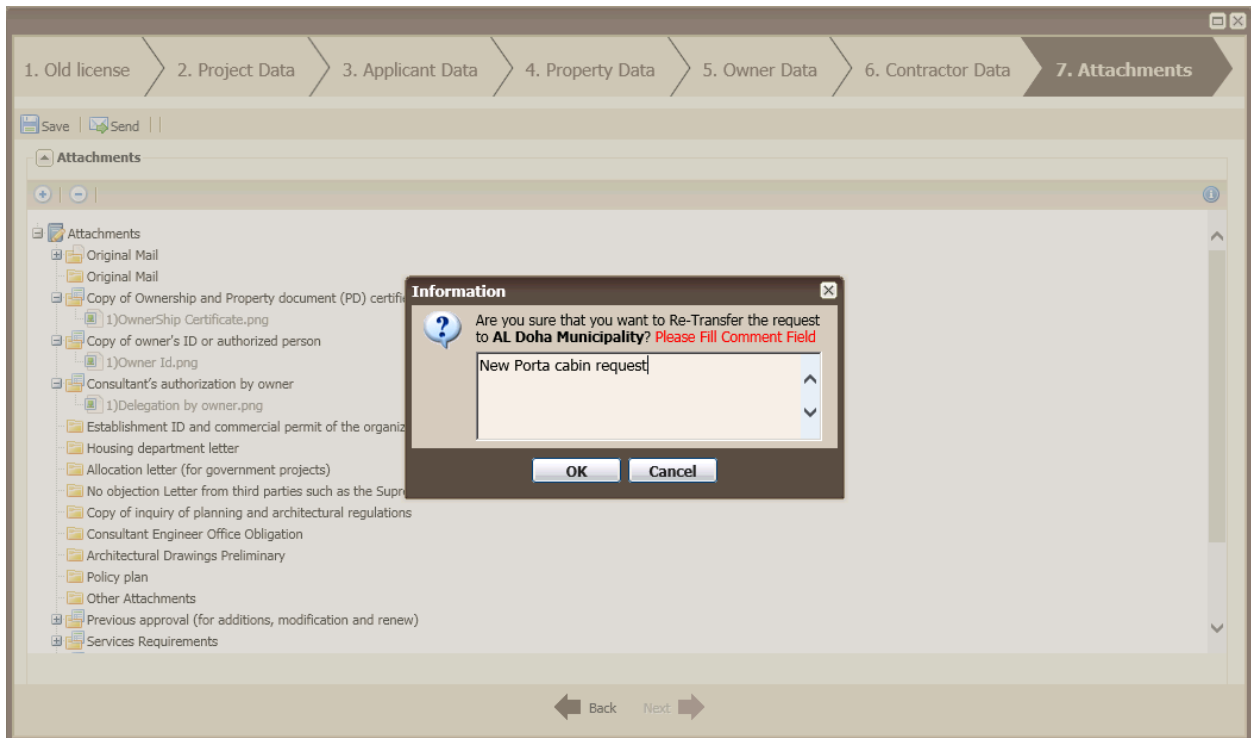 1. Old license
2. Project Data
3. Applicant Data
4. Property Data
5. Owner Data
6. Contractor Data
7. Attachments
Save
Send
Attachments
Attachments
Original Mail
Original Mail
Copy of Ownership and Property document (PD) certifi
1)OwnerShip Certificate.png
Copy of owner's ID or authorized person
1)Owner Id.png
Consultant's authorization by owner
1)Delegation by owner.png
Establishment ID and commercial permit of the organiz
Housing department letter
Allocation letter (for government projects)
No objection Letter from third parties such as the Supr
Copy of inquiry of planning and architectural regulations
Consultant Engineer Office Obligation
Architectural Drawings Preliminary
Policy plan
Other Attachments
Previous approval (for additions, modification and renew)
Services Requirements
Information
Are you sure that you want to Re-Transfer the request
to AL Doha Municipality? Please Fill Comment Field
New Porta cabin request
OK
Cancel
Back
Next